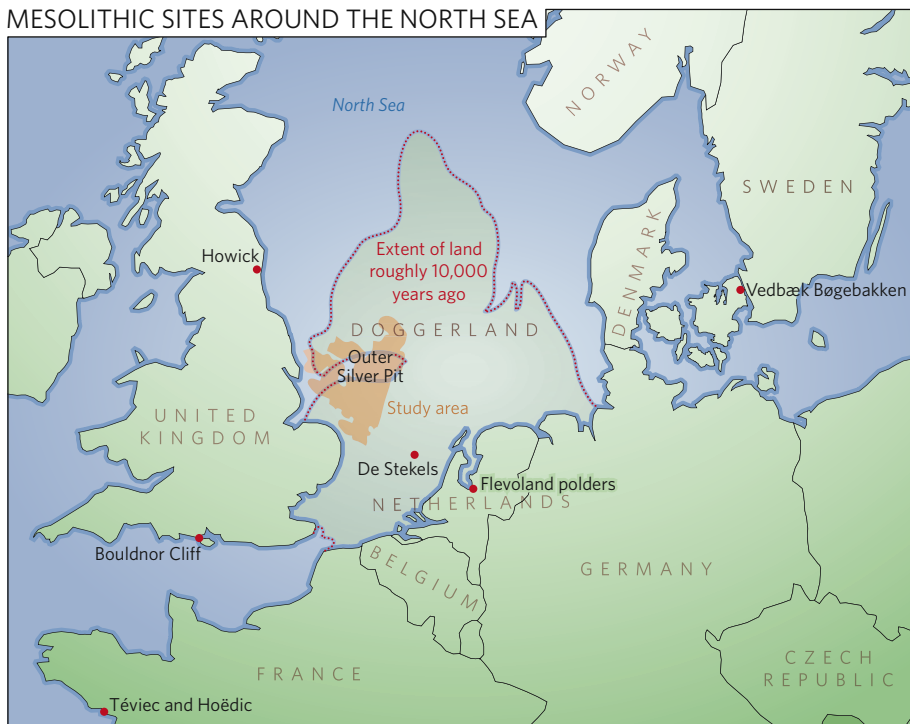 MESOLITHIC SITES AROUND THE NORTH SEA
NORWAY
North Sea
SWEDEN
Howick
Extent of land
roughly 10,000
years ago
DENMARK
Vedbæk Bøgebakken
DOGGERLAND
Outer
Silver Pit
Study area
UNITED
KINGDOM
De Stekels
Flevoland polders
NETHERLANDS
Bouldnor Cliff
BELGIUM
GERMANY
FRANCE
CZECH
REPUBLIC
Téviec and Hoëdic